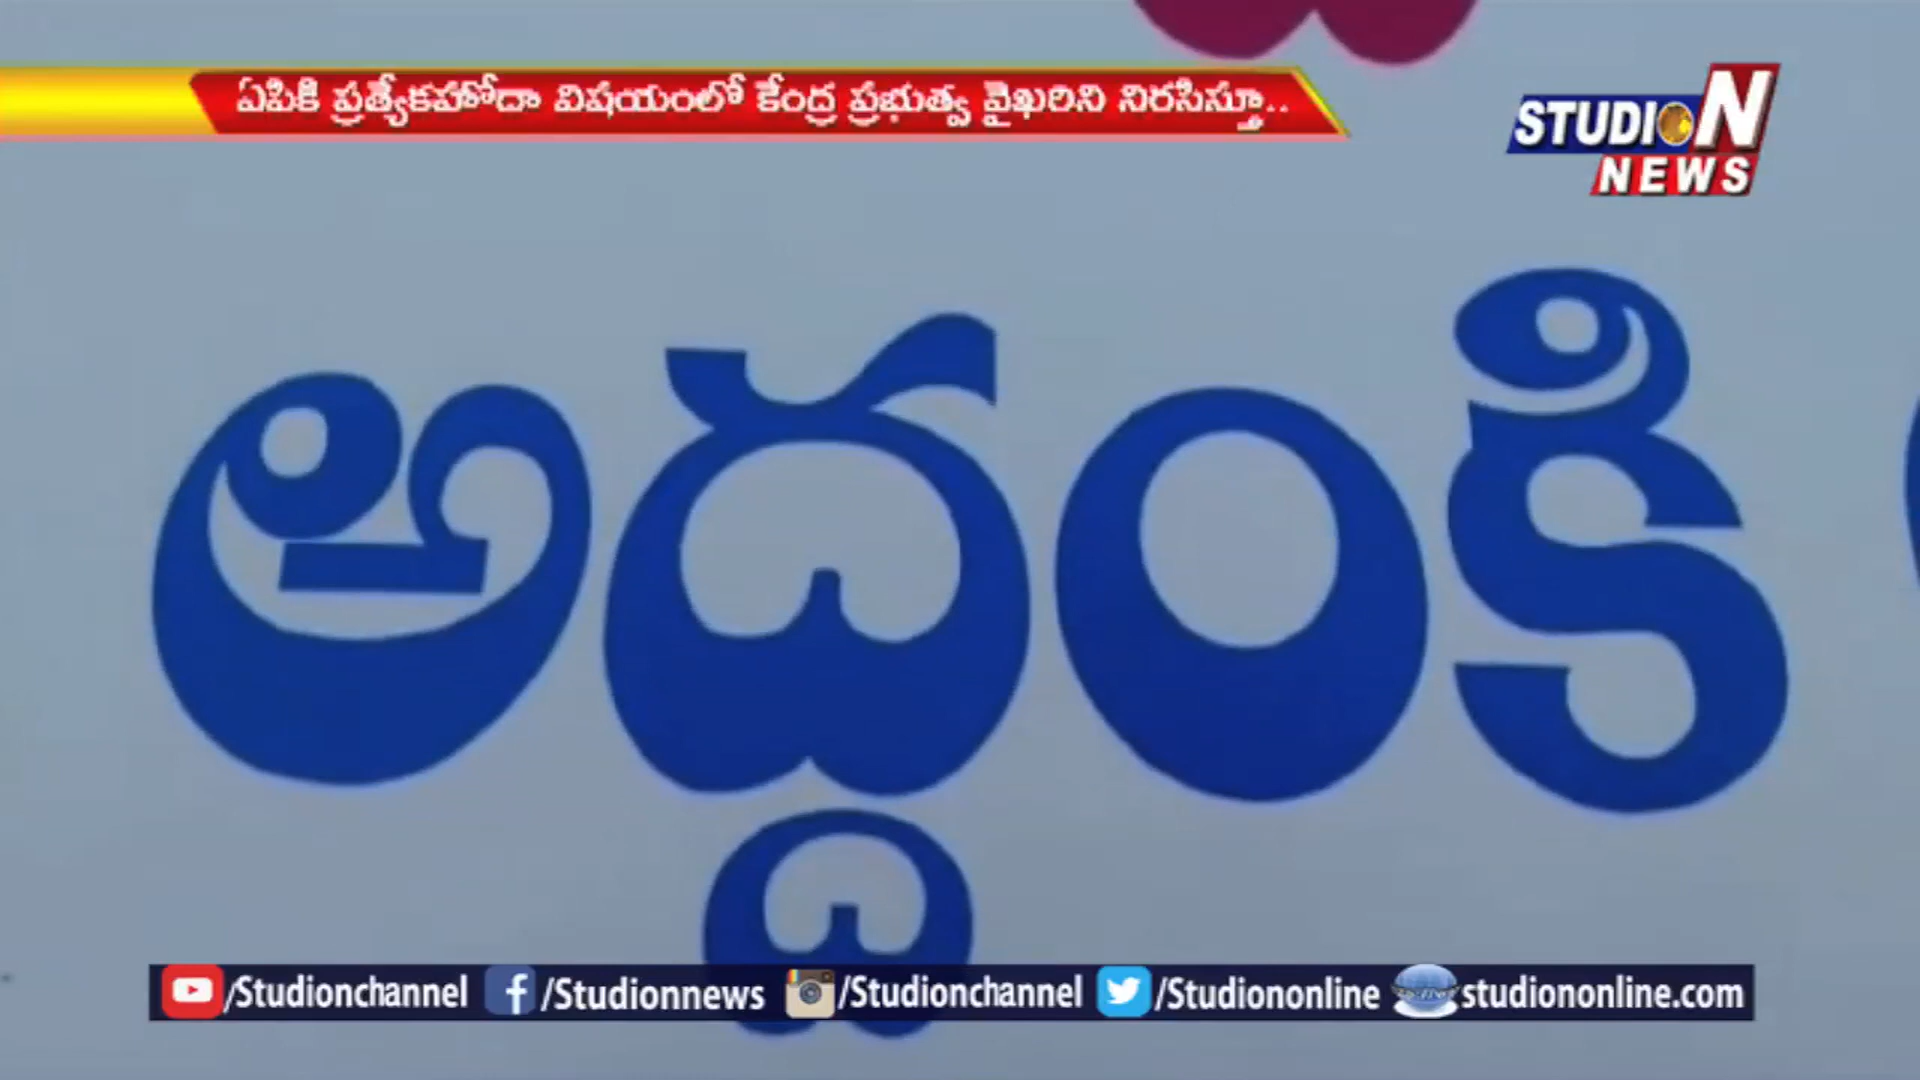 ఏపికి ప్రత్యేకహోదా విషయంలో కేంద్ర ప్రభుత్వ వైఖరిని నిరసిస్తూ..
STUDIO N
NEWS
అద్దంకి
/Studionchannel /Studionnews /Studionchannel /Studiononline studiononline.com